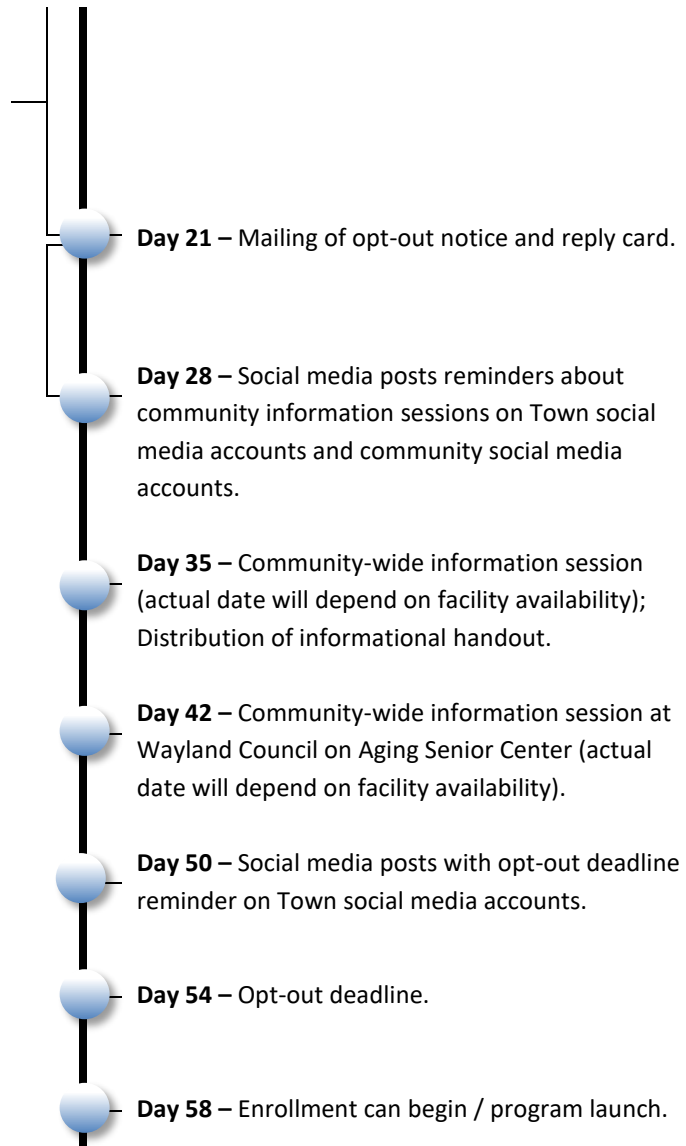 Day 21 – Mailing of opt-out notice and reply card.
Day 28 – Social media posts reminders about
community information sessions on Town social
media accounts and community social media
accounts.
Day 35 – Community-wide information session
(actual date will depend on facility availability);
Distribution of informational handout.
Day 42 – Community-wide information session at
Wayland Council on Aging Senior Center (actual
date will depend on facility availability).
Day 50 – Social media posts with opt-out deadline
reminder on Town social media accounts.
Day 54 – Opt-out deadline.
Day 58 – Enrollment can begin / program launch.